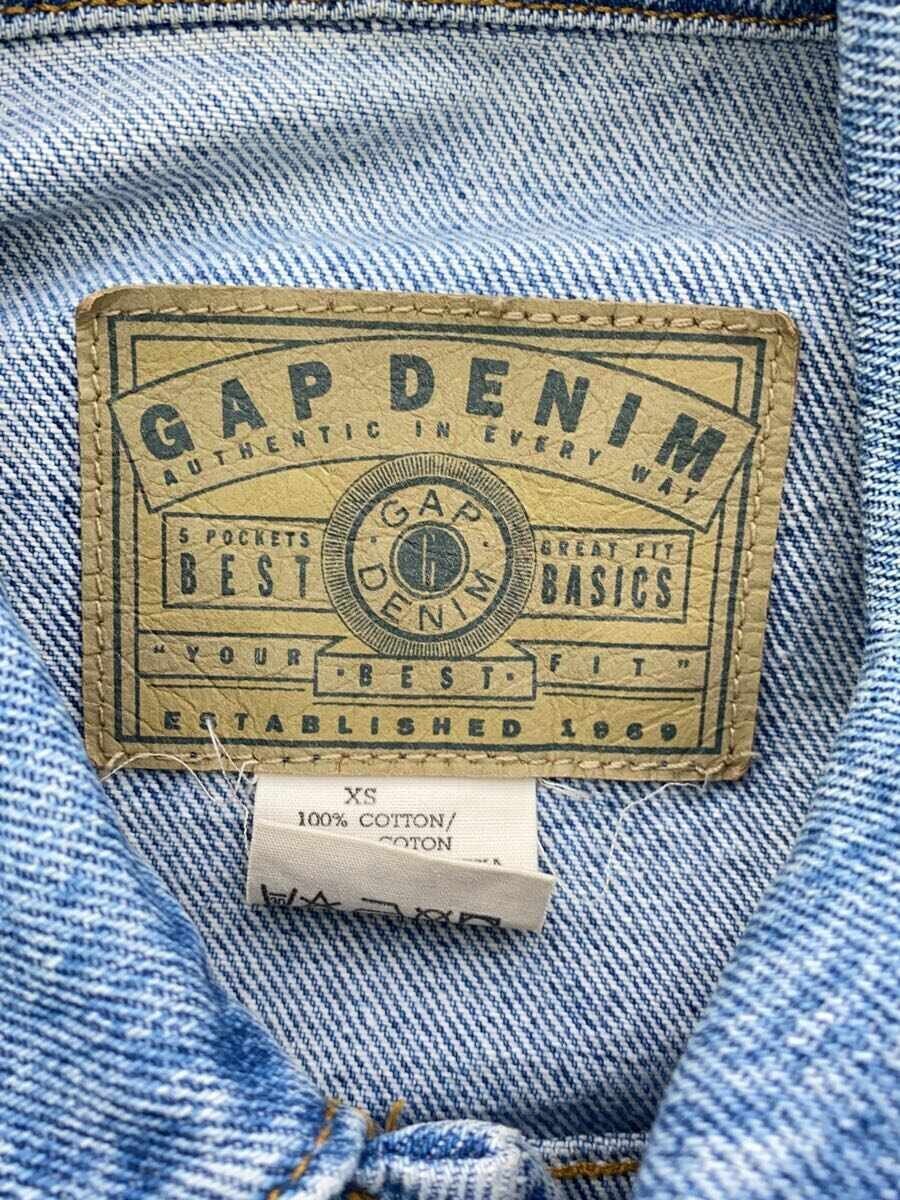 GAP DENIM
AUTHENTIC IN EVERY WAY
5 POCKETS
BEST
GAP
G
DENIM
GREAT FIT
BASICS
"YOUR
·BEST·
FIT"
ESTABLISHED 1969
XS
100% COTTON/
COTON